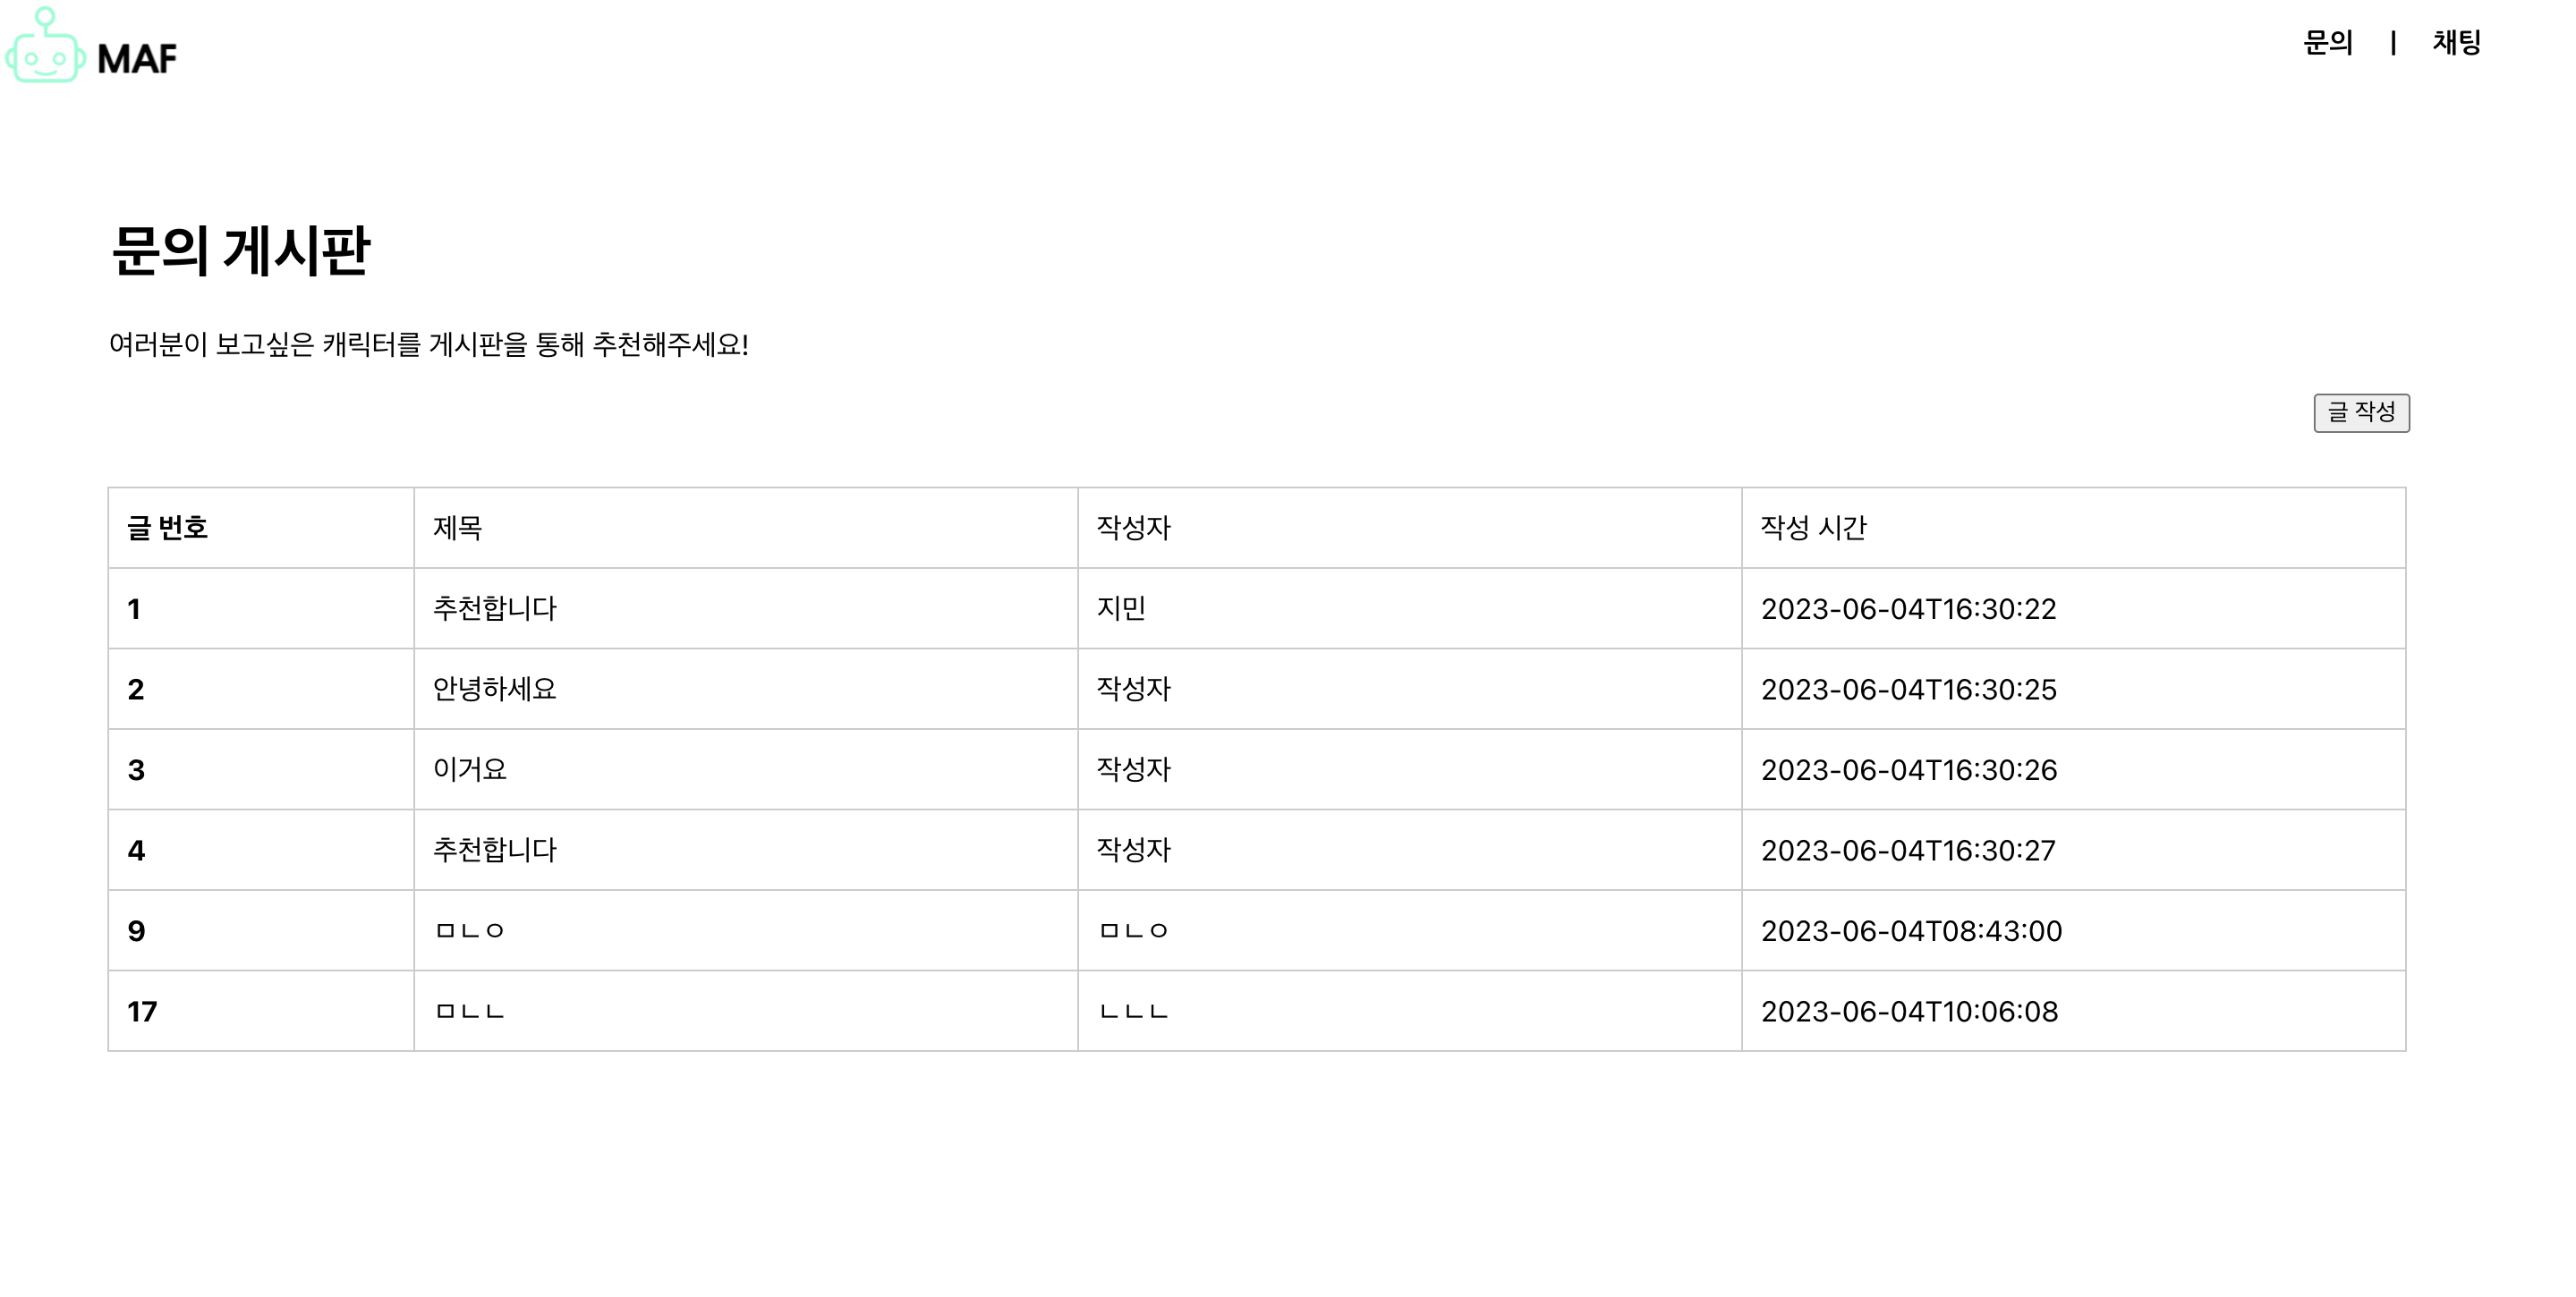 MAF
문의 | 채팅
문의 게시판
여러분이 보고싶은 캐릭터를 게시판을 통해 추천해주세요!
글 작성
글 번호 제목 작성자 작성 시간
1 추천합니다 지민 2023-06-04T16:30:22
2 안녕하세요 작성자 2023-06-04T16:30:25
3 이거요 작성자 2023-06-04T16:30:26
4 추천합니다 작성자 2023-06-04T16:30:27
9 ㅁㄴㅇ ㅁㄴㅇ 2023-06-04T08:43:00
17 ㅁㄴㄴ ㄴㄴㄴ 2023-06-04T10:06:08